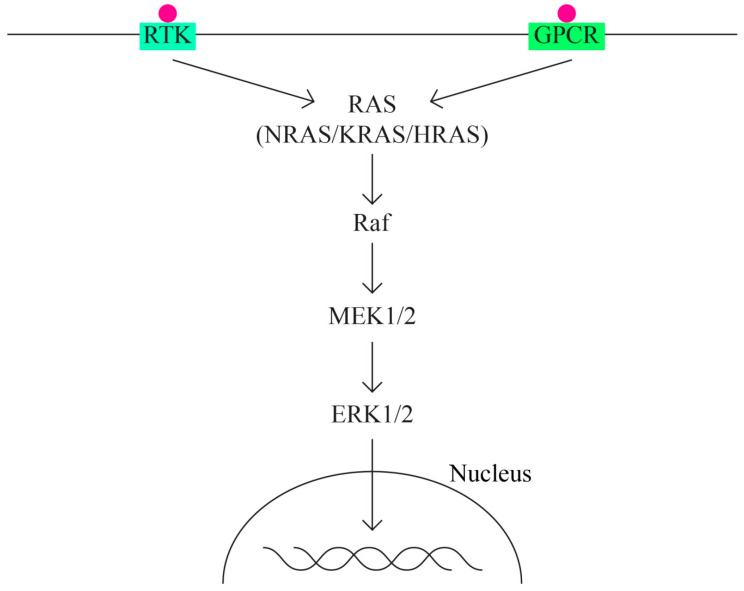 RTK
GPCR
RAS
(NRAS/KRAS/HRAS)
Raf
MEK1/2
ERK1/2
Nucleus